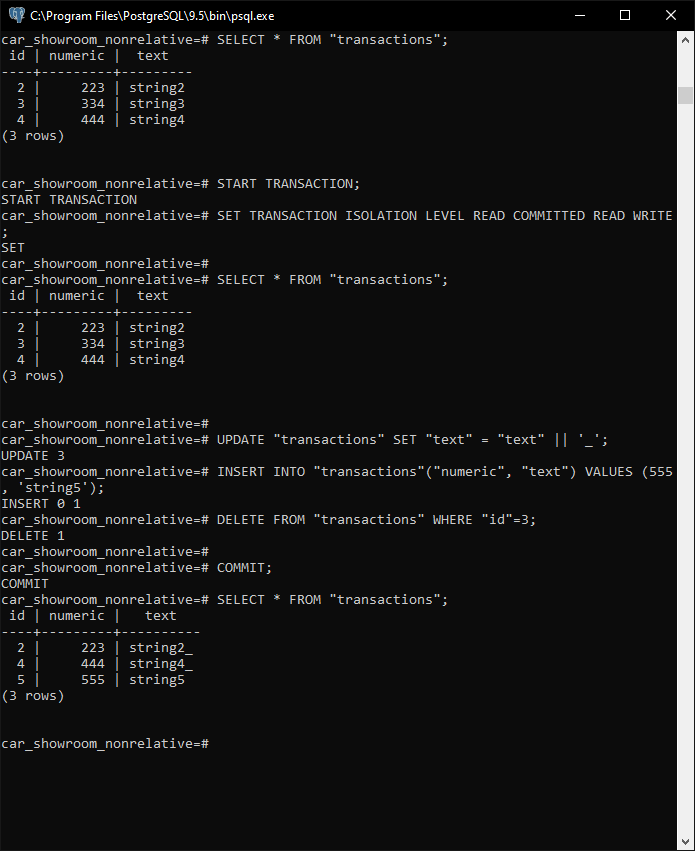 C:\Program Files\PostgreSQL\9.5\bin\psql.exe
car_showroom_nonrelative=# SELECT * FROM "transactions";
 id | numeric |  text
----+---------+---------
  2 |     223 | string2
  3 |     334 | string3
  4 |     444 | string4
(3 rows)
car_showroom_nonrelative=# START TRANSACTION;
START TRANSACTION
car_showroom_nonrelative=# SET TRANSACTION ISOLATION LEVEL READ COMMITTED READ WRITE
;
SET
car_showroom_nonrelative=#
car_showroom_nonrelative=# SELECT * FROM "transactions";
 id | numeric |  text
----+---------+---------
  2 |     223 | string2
  3 |     334 | string3
  4 |     444 | string4
(3 rows)
car_showroom_nonrelative=#
car_showroom_nonrelative=# UPDATE "transactions" SET "text" = "text" || '_';
UPDATE 3
car_showroom_nonrelative=# INSERT INTO "transactions"("numeric", "text") VALUES (555
, 'string5');
INSERT 0 1
car_showroom_nonrelative=# DELETE FROM "transactions" WHERE "id"=3;
DELETE 1
car_showroom_nonrelative=#
car_showroom_nonrelative=# COMMIT;
COMMIT
car_showroom_nonrelative=# SELECT * FROM "transactions";
 id | numeric |   text
----+---------+----------
  2 |     223 | string2_
  4 |     444 | string4_
  5 |     555 | string5
(3 rows)
car_showroom_nonrelative=#